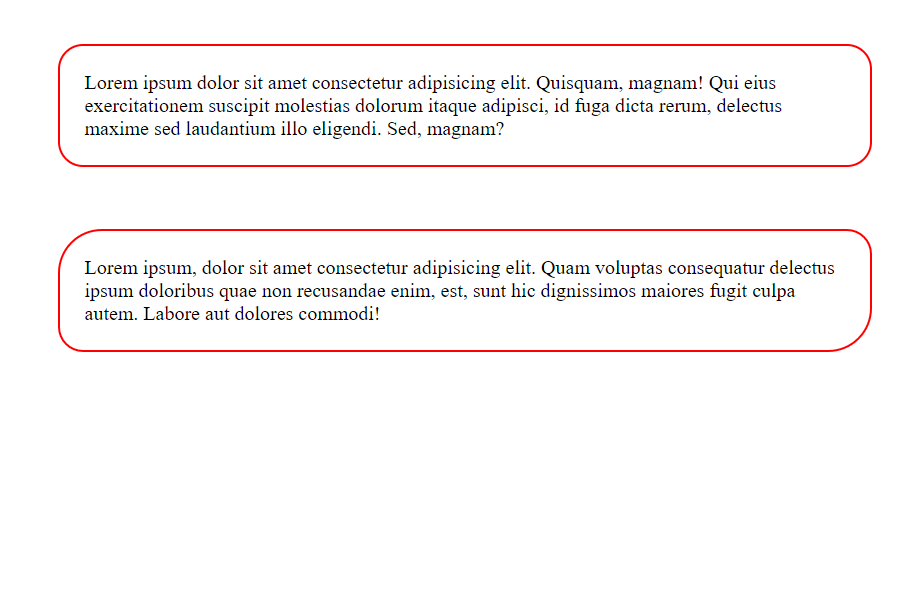 Lorem ipsum dolor sit amet consectetur adipisicing elit. Quisquam, magnam! Qui eius
exercitationem suscipit molestias dolorum itaque adipisci, id fuga dicta rerum, delectus
maxime sed laudantium illo eligendi. Sed, magnam?
Lorem ipsum, dolor sit amet consectetur adipisicing elit. Quam voluptas consequatur delectus
ipsum doloribus quae non recusandae enim, est, sunt hic dignissimos maiores fugit culpa
autem. Labore aut dolores commodi!